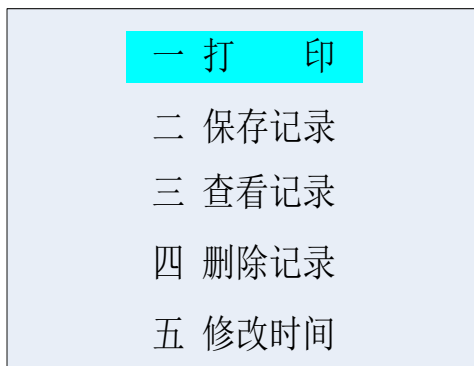 一 打 印
二 保存记录
三 查看记录
四 删除记录
五 修改时间